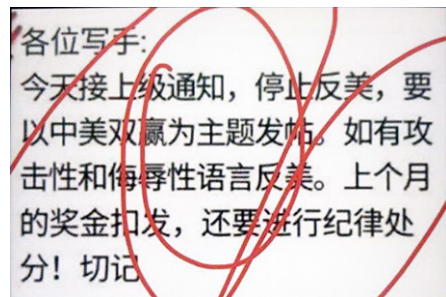 各位写手:
今天接上级通知，停止反美，要
以中美双赢为主题发帖。如有攻
击性和侮辱性语言反美。上个月
的奖金扣发，还要进行纪律处
分！切记